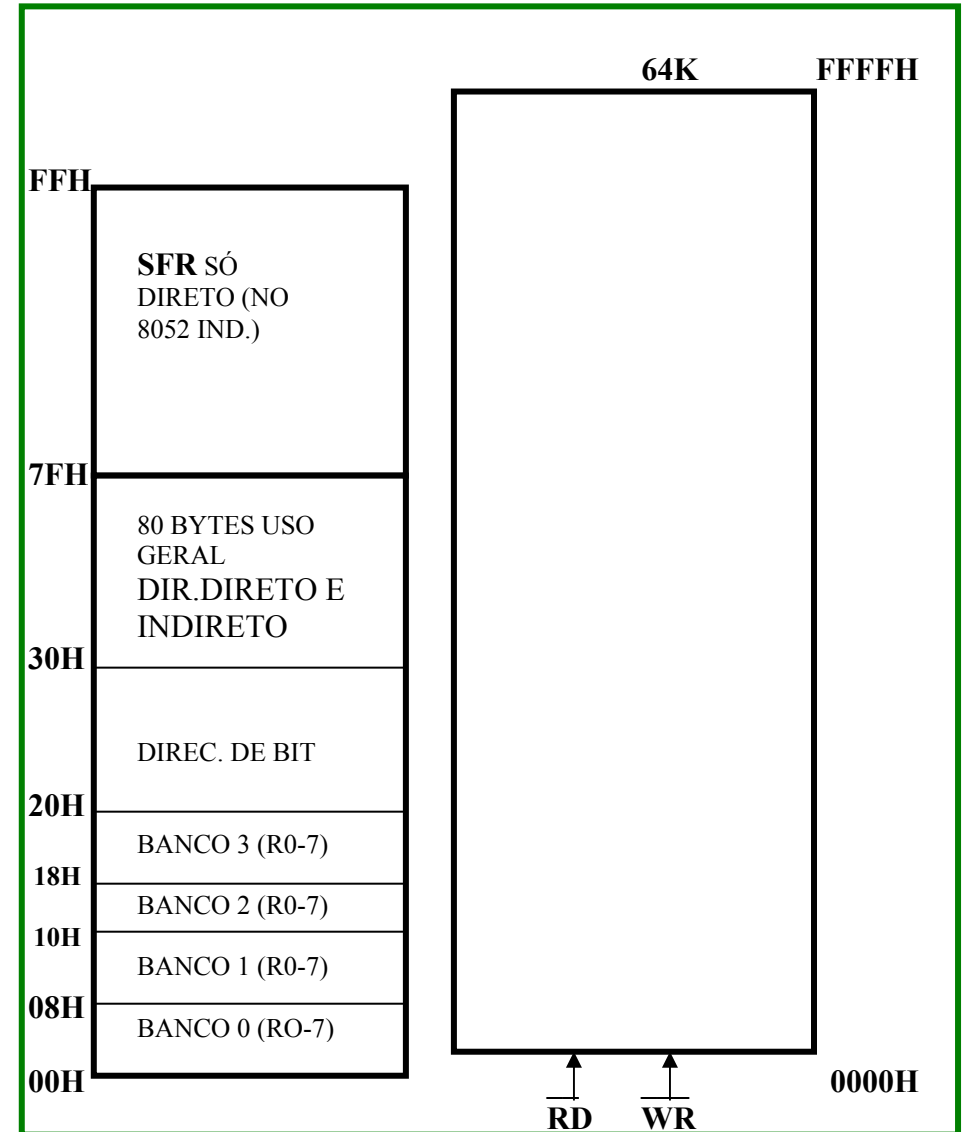 64K FFFFH
FFH
SFR SÓ
DIRETO (NO
8052 IND.)
7FH
80 BYTES USO
GERAL
DIR.DIRETO E
INDIRETO
30H
DIREC. DE BIT
20H
BANCO 3 (R0-7)
18H
BANCO 2 (R0-7)
10H
BANCO 1 (R0-7)
08H
BANCO 0 (RO-7)
00H
0000H
RD WR